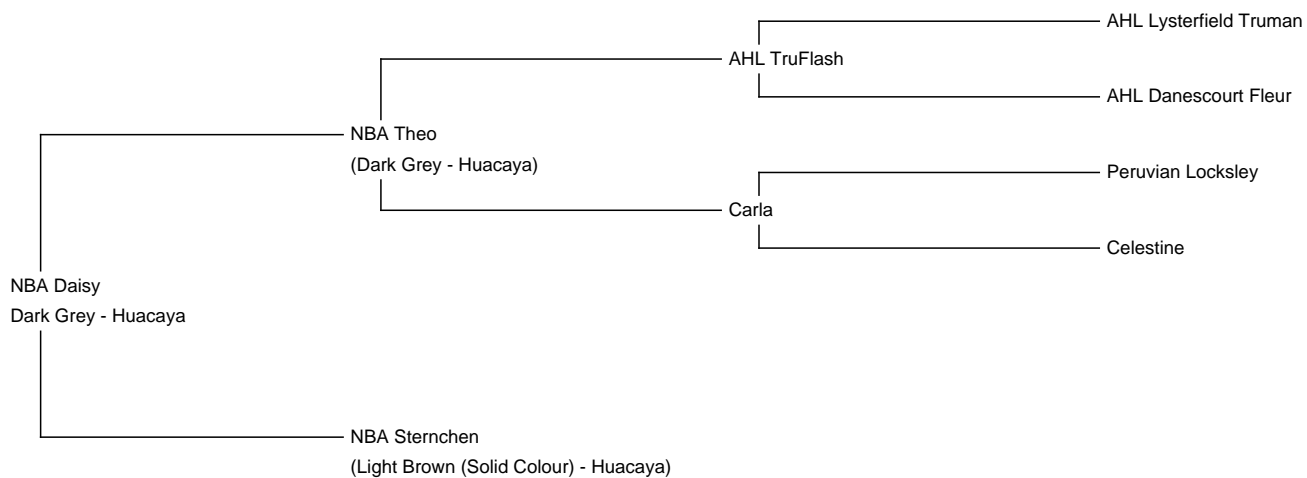 AHL Lysterfield Truman
AHL TruFlash
AHL Danescourt Fleur
NBA Theo
(Dark Grey - Huacaya)
Peruvian Locksley
Carla
Celestine
NBA Daisy
Dark Grey - Huacaya
NBA Sternchen
(Light Brown (Solid Colour) - Huacaya)